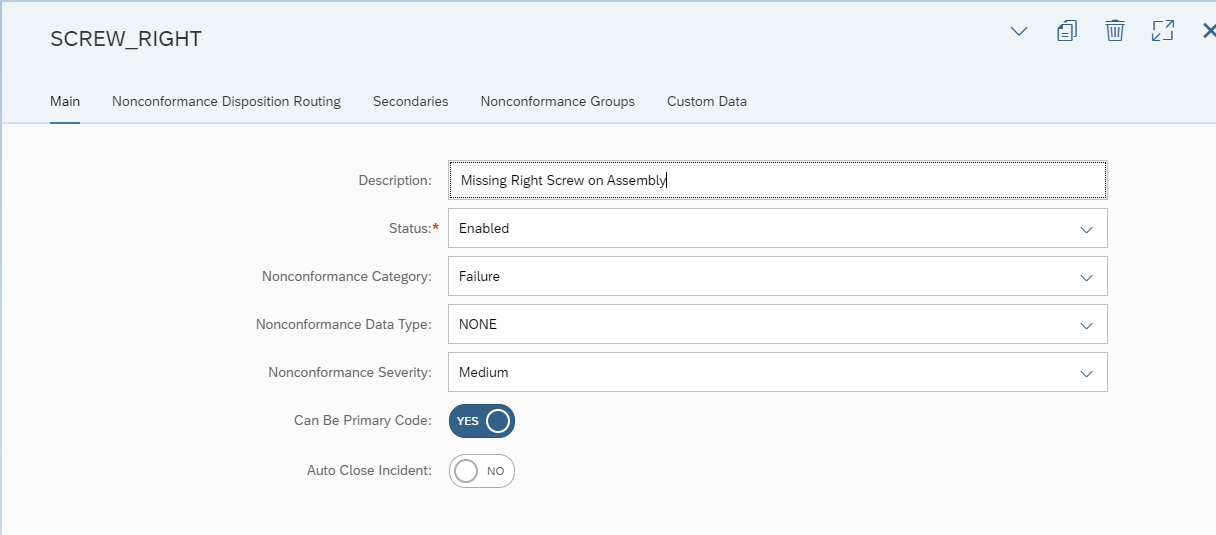 SCREW_RIGHT
Main Nonconformance Disposition Routing Secondaries Nonconformance Groups Custom Data
Description: Missing Right Screw on Assembly
Status:* Enabled
Nonconformance Category: Failure
Nonconformance Data Type: NONE
Nonconformance Severity: Medium
Can Be Primary Code: YES
Auto Close Incident: NO